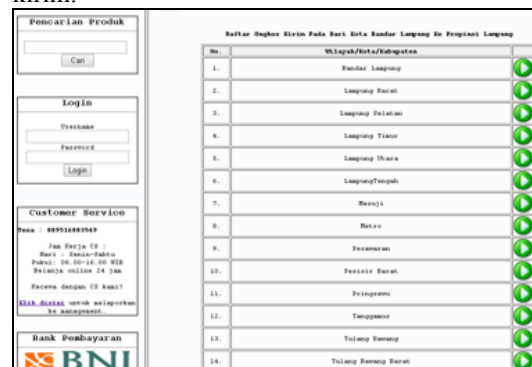 kirim.
Pencarian Produk
Cari
Login
Username
Password
Login
Customer Service
Jam Kerja CS :
Hari : Senin-Sabtu
Pukul: 08.00-16.00 WIB
Belanja online 24 jam
Kecewa dengan CS kami?
Klik disini untuk melaporkan
ke management.
Bank Pembayaran
BNI
Daftar Ongkos Kirim Pada Dari Kota Bandar Lampung Ke Propinsi Lampung
No. Wilayah/Kota/Kabupaten
1. Bandar Lampung
2. Lampung Barat
3. Lampung Selatan
4. Lampung Timur
5. Lampung Utara
6. LampungTengah
7. Mesuji
8. Metro
9. Pesawaran
10. Pesisir Barat
11. Pringsewu
12. Tanggamus
13. Tulang Bawang
14. Tulang Bawang Barat